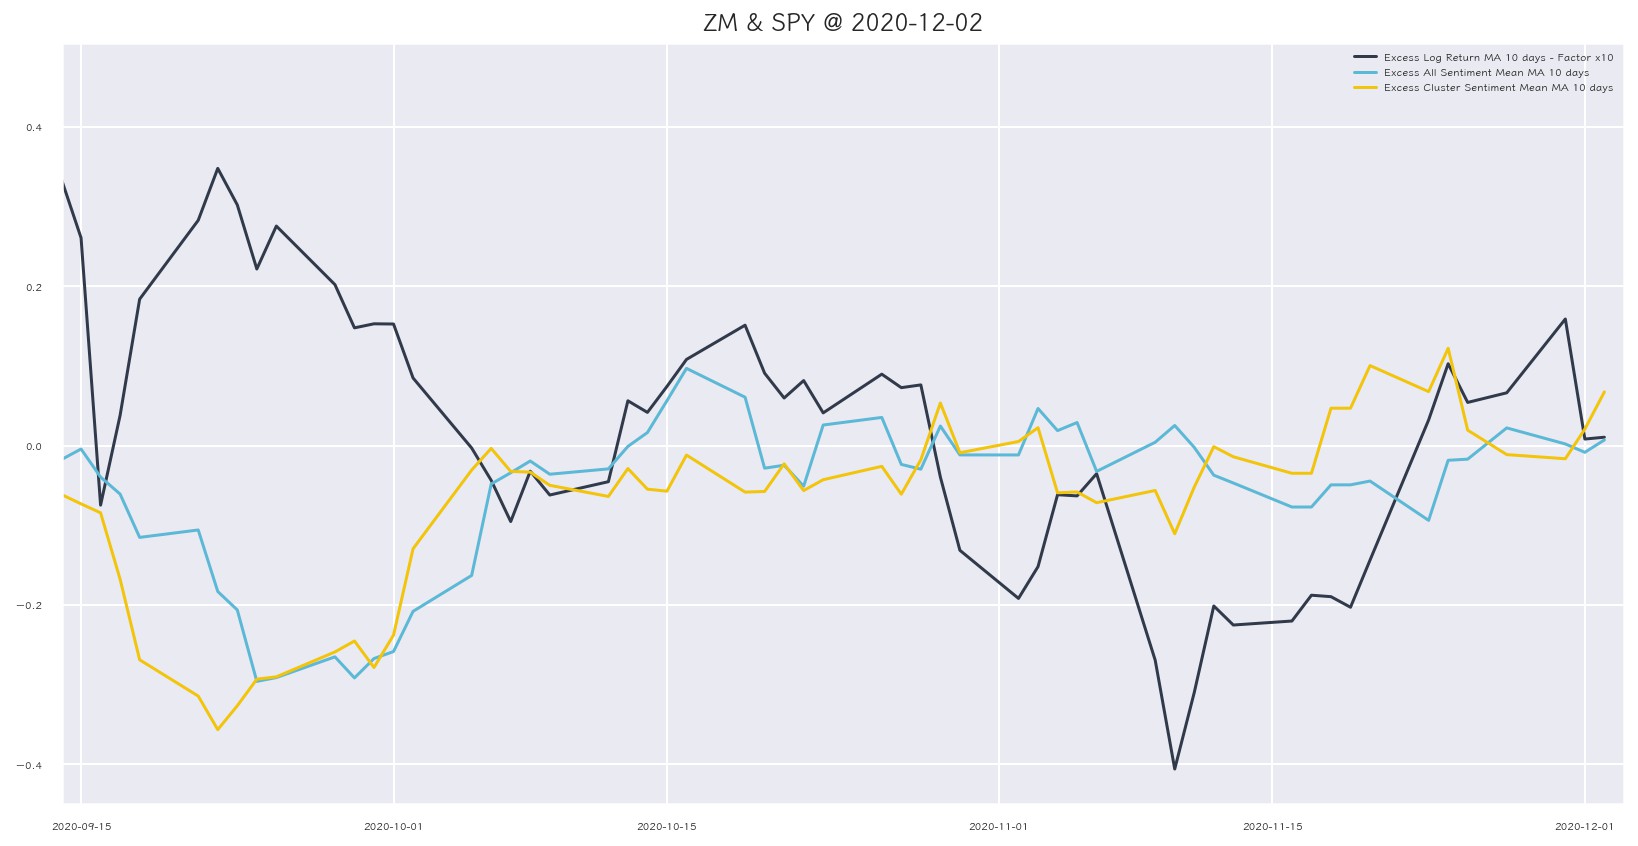 ZM & SPY @ 2020-12-02
Excess Log Return MA 10 days - Factor x10
Excess All Sentiment Mean MA 10 days
Excess Cluster Sentiment Mean MA 10 days
0.4
0.2
0.0
−0.2
−0.4
2020-09-15 2020-10-01 2020-10-15 2020-11-01 2020-11-15 2020-12-01